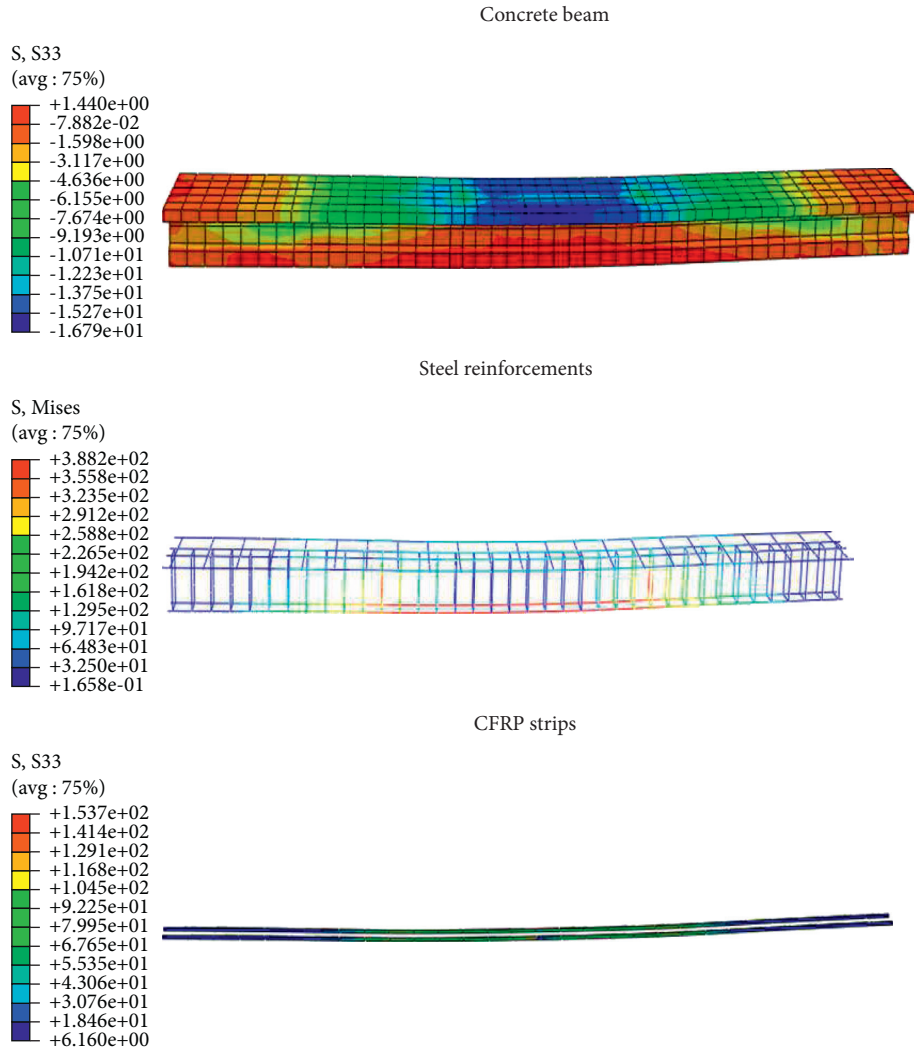 Concrete beam
S, S33
(avg : 75%)
+1.440e+00
-7.882e-02
-1.598e+00
-3.117e+00
-4.636e+00
-6.155e+00
-7.674e+00
-9.193e+00
-1.071e+01
-1.223e+01
-1.375e+01
-1.527e+01
-1.679e+01
Steel reinforcements
S, Mises
(avg : 75%)
+3.882e+02
+3.558e+02
+3.235e+02
+2.912e+02
+2.588e+02
+2.265e+02
+1.942e+02
+1.618e+02
+1.295e+02
+9.717e+01
+6.483e+01
+3.250e+01
+1.658e-01
CFRP strips
S, S33
(avg : 75%)
+1.537e+02
+1.414e+02
+1.291e+02
+1.168e+02
+1.045e+02
+9.225e+01
+7.995e+01
+6.765e+01
+5.535e+01
+4.306e+01
+3.076e+01
+1.846e+01
+6.160e+00